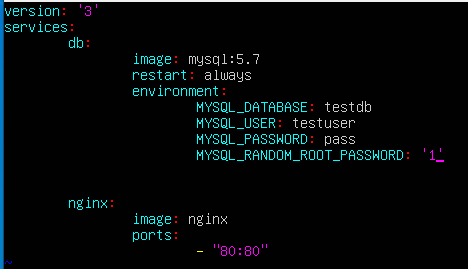 version: '3'
services:
        db:
                image: mysql:5.7
                restart: always
                environment:
                        MYSQL_DATABASE: testdb
                        MYSQL_USER: testuser
                        MYSQL_PASSWORD: pass
                        MYSQL_RANDOM_ROOT_PASSWORD: '1'
        nginx:
                image: nginx
                ports:
                        - "80:80"
~